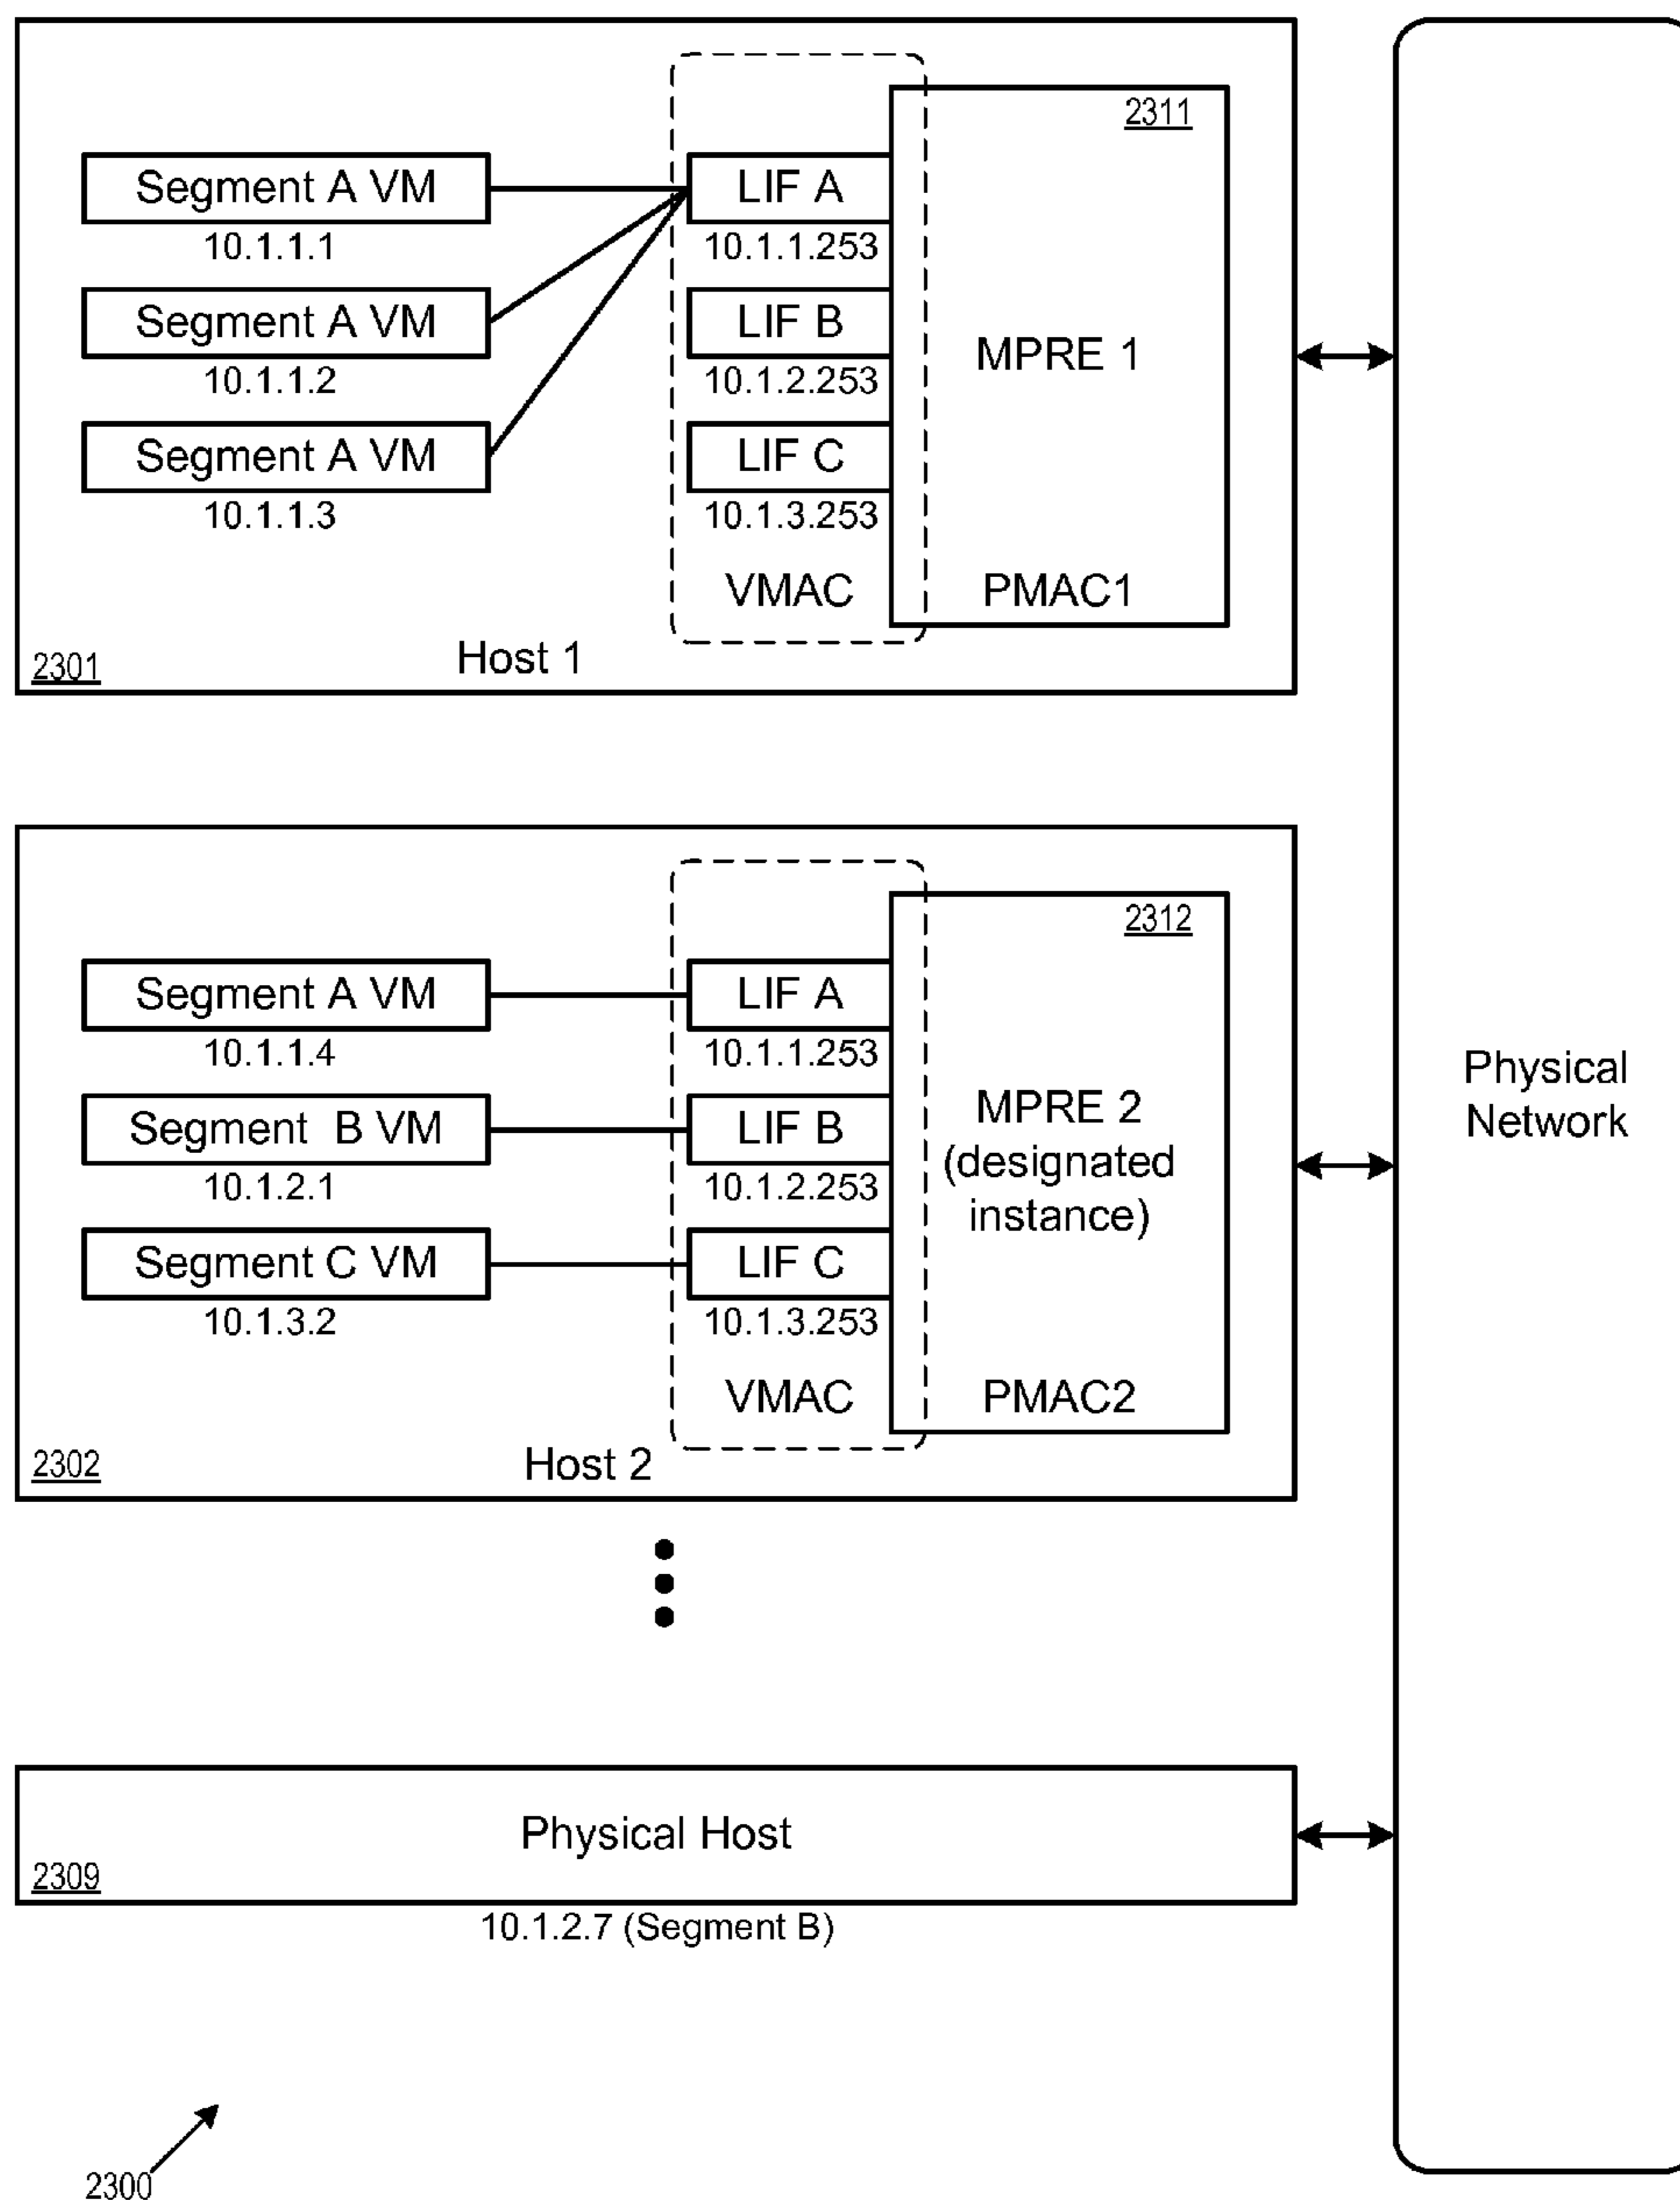 2311
Segment A VM
LIF A
10.1.1.1
10.1.1.253
Segment A VM
LIF B
MPRE 1
10.1.1.2
10.1.2.253
Segment A VM
LIF C
10.1.1.3
10.1.3.253
VMAC
PMAC1
2301
Host 1
2312
Segment A VM
LIF A
10.1.1.4
10.1.1.253
Segment B VM
LIF B
MPRE 2
(designated
instance)
10.1.2.1
10.1.2.253
Segment C VM
LIF C
10.1.3.2
10.1.3.253
VMAC
PMAC2
2302
Host 2
Physical
Network
Physical Host
2309
10.1.2.7 (Segment B)
2300